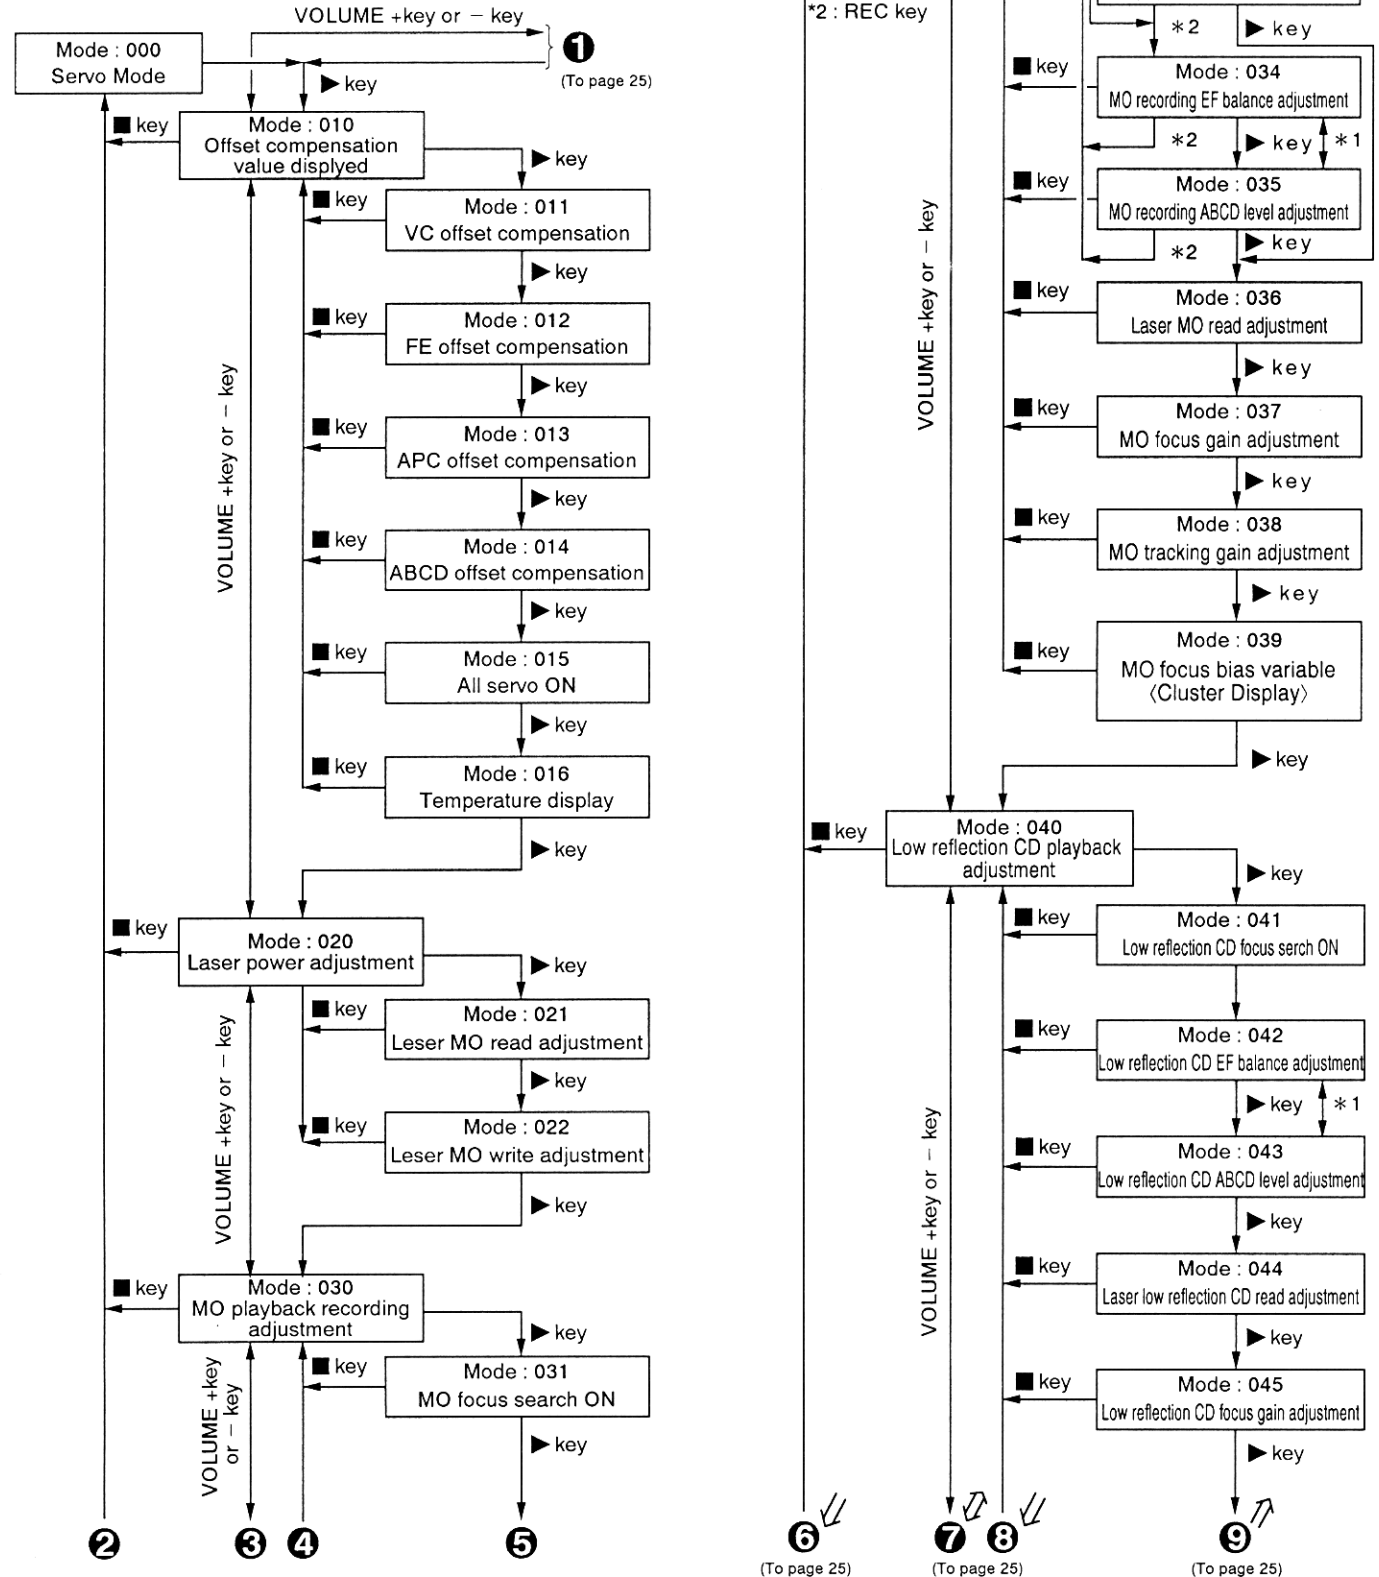 VOLUME +key or − key
Mode : 000
Servo Mode
❶
(To page 25)
▶ key
■ key
Mode : 010
Offset compensation
value displyed
▶ key
■ key
Mode : 011
VC offset compensation
▶ key
■ key
Mode : 012
FE offset compensation
▶ key
VOLUME +key or − key
■ key
Mode : 013
APC offset compensation
▶ key
■ key
Mode : 014
ABCD offset compensation
▶ key
■ key
Mode : 015
All servo ON
▶ key
■ key
Mode : 016
Temperature display
▶ key
■ key
Mode : 020
Laser power adjustment
▶ key
■ key
Mode : 021
Leser MO read adjustment
▶ key
VOLUME +key or − key
■ key
Mode : 022
Leser MO write adjustment
▶ key
■ key
Mode : 030
MO playback recording
adjustment
▶ key
■ key
Mode : 031
MO focus search ON
VOLUME +key
or − key
▶ key
❷
❸
❹
❺
*2 : REC key
*2
▶ key
■ key
Mode : 034
MO recording EF balance adjustment
*2
▶ key
*1
■ key
Mode : 035
MO recording ABCD level adjustment
*2
▶ key
■ key
Mode : 036
Laser MO read adjustment
VOLUME +key or − key
▶ key
■ key
Mode : 037
MO focus gain adjustment
▶ key
■ key
Mode : 038
MO tracking gain adjustment
▶ key
■ key
Mode : 039
MO focus bias variable
〈Cluster Display〉
▶ key
■ key
Mode : 040
Low reflection CD playback
adjustment
▶ key
■ key
Mode : 041
Low reflection CD focus serch ON
■ key
Mode : 042
Low reflection CD EF balance adjustment
▶ key
*1
■ key
Mode : 043
Low reflection CD ABCD level adjustment
VOLUME +key or − key
▶ key
■ key
Mode : 044
Laser low reflection CD read adjustment
▶ key
■ key
Mode : 045
Low reflection CD focus gain adjustment
▶ key
❻
(To page 25)
❼
❽
(To page 25)
❾
(To page 25)